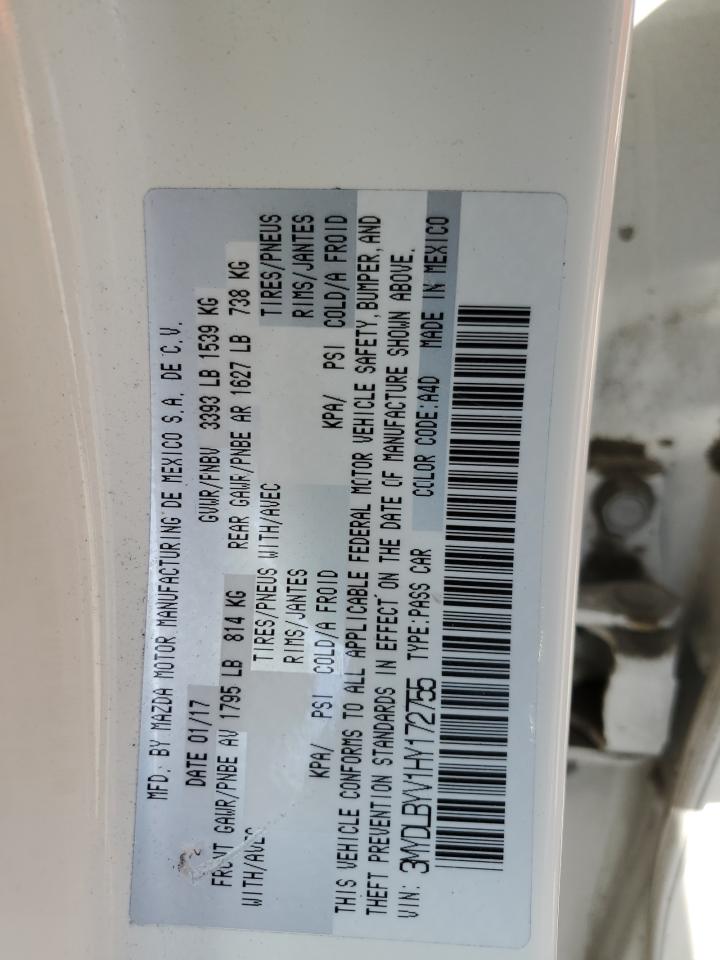 MFD. BY MAZDA MOTOR MANUFACTURING DE MEXICO S.A. DE C.V.
DATE 01/17 GVWR/PNBV 3393 LB 1539 KG
FRONT GAWR/PNBE AV 1795 LB 814 KG REAR GAWR/PNBE AR 1627 LB 738 KG
WITH/AVEC TIRES/PNEUS WITH/AVEC TIRES/PNEUS
RIMS/JANTES RIMS/JANTES
KPA/ PSI COLD/A FROID KPA/ PSI COLD/A FROID
THIS VEHICLE CONFORMS TO ALL APPLICABLE FEDERAL MOTOR VEHICLE SAFETY, BUMPER, AND
THEFT PREVENTION STANDARDS IN EFFECT ON THE DATE OF MANUFACTURE SHOWN ABOVE.
VIN: 3MYDLBYV1HY172755 TYPE:PASS CAR COLOR CODE:A4D MADE IN MEXICO